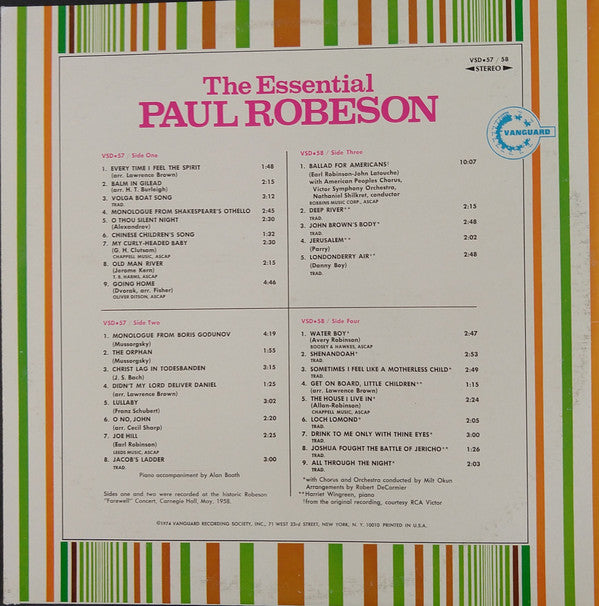 VSD•57 / 58
◄STEREO►
The Essential
PAUL ROBESON
VANGUARD
VSD•57 / Side One
1. EVERY TIME I FEEL THE SPIRIT 1:48
(arr. Lawrence Brown)
2. BALM IN GILEAD 2:15
(arr. H. T. Burleigh)
3. VOLGA BOAT SONG 3:12
TRAD.
4. MONOLOGUE FROM SHAKESPEARE'S OTHELLO 2:45
5. O THOU SILENT NIGHT 2:30
(Alexandrov)
6. CHINESE CHILDREN'S SONG 1:32
7. MY CURLY-HEADED BABY 2:30
(G. H. Clutsam)
CHAPPELL MUSIC, ASCAP
8. OLD MAN RIVER 2:15
(Jerome Kern)
T. B. HARMS, ASCAP
9. GOING HOME 4:46
(Dvorak, arr. Fisher)
OLIVER DITSON, ASCAP
VSD•58 / Side Three
1. BALLAD FOR AMERICANS† 10:07
(Earl Robinson-John Latouche)
with American Peoples Chorus,
Victor Symphony Orchestra,
Nathaniel Shilkret, conductor
ROBBINS MUSIC CORP., ASCAP
2. DEEP RIVER** 2:15
TRAD.
3. JOHN BROWN'S BODY* 2:48
TRAD.
4. JERUSALEM** 2:02
(Parry)
5. LONDONDERRY AIR** 2:48
(Danny Boy)
TRAD.
VSD•57 / Side Two
1. MONOLOGUE FROM BORIS GODUNOV 4:19
(Mussorgsky)
2. THE ORPHAN 1:55
(Mussorgsky)
3. CHRIST LAG IN TODESBANDEN 2:15
(J. S. Bach)
4. DIDN'T MY LORD DELIVER DANIEL 1:25
(arr. Lawrence Brown)
5. LULLABY 3:02
(Franz Schubert)
6. O NO, JOHN 2:20
(arr. Cecil Sharp)
7. JOE HILL 2:25
(Earl Robinson)
LEEDS MUSIC, ASCAP
8. JACOB'S LADDER 3:00
TRAD.
Piano accompaniment by Alan Booth
Sides one and two were recorded at the historic Robeson
"Farewell" Concert, Carnegie Hall, May, 1958.
VSD•58 / Side Four
1. WATER BOY* 2:47
(Avery Robinson)
BOOSEY & HAWKES, ASCAP
2. SHENANDOAH* 2:53
TRAD.
3. SOMETIMES I FEEL LIKE A MOTHERLESS CHILD* 2:49
TRAD.
4. GET ON BOARD, LITTLE CHILDREN** 1:15
(arr. Lawrence Brown)
5. THE HOUSE I LIVE IN* 2:24
(Allan-Robinson)
CHAPPELL MUSIC, ASCAP
6. LOCH LOMOND* 2:05
TRAD.
7. DRINK TO ME ONLY WITH THINE EYES* 3:00
TRAD.
8. JOSHUA FOUGHT THE BATTLE OF JERICHO** 1:26
TRAD.
9. ALL THROUGH THE NIGHT* 2:03
TRAD.
*with Chorus and Orchestra conducted by Milt Okun
Arrangements by Robert DeCormier
**Harriet Wingreen, piano
†from the original recording, courtesy RCA Victor
©1974 VANGUARD RECORDING SOCIETY, INC., 71 WEST 23rd STREET, NEW YORK, N. Y. 10010 PRINTED IN U.S.A.